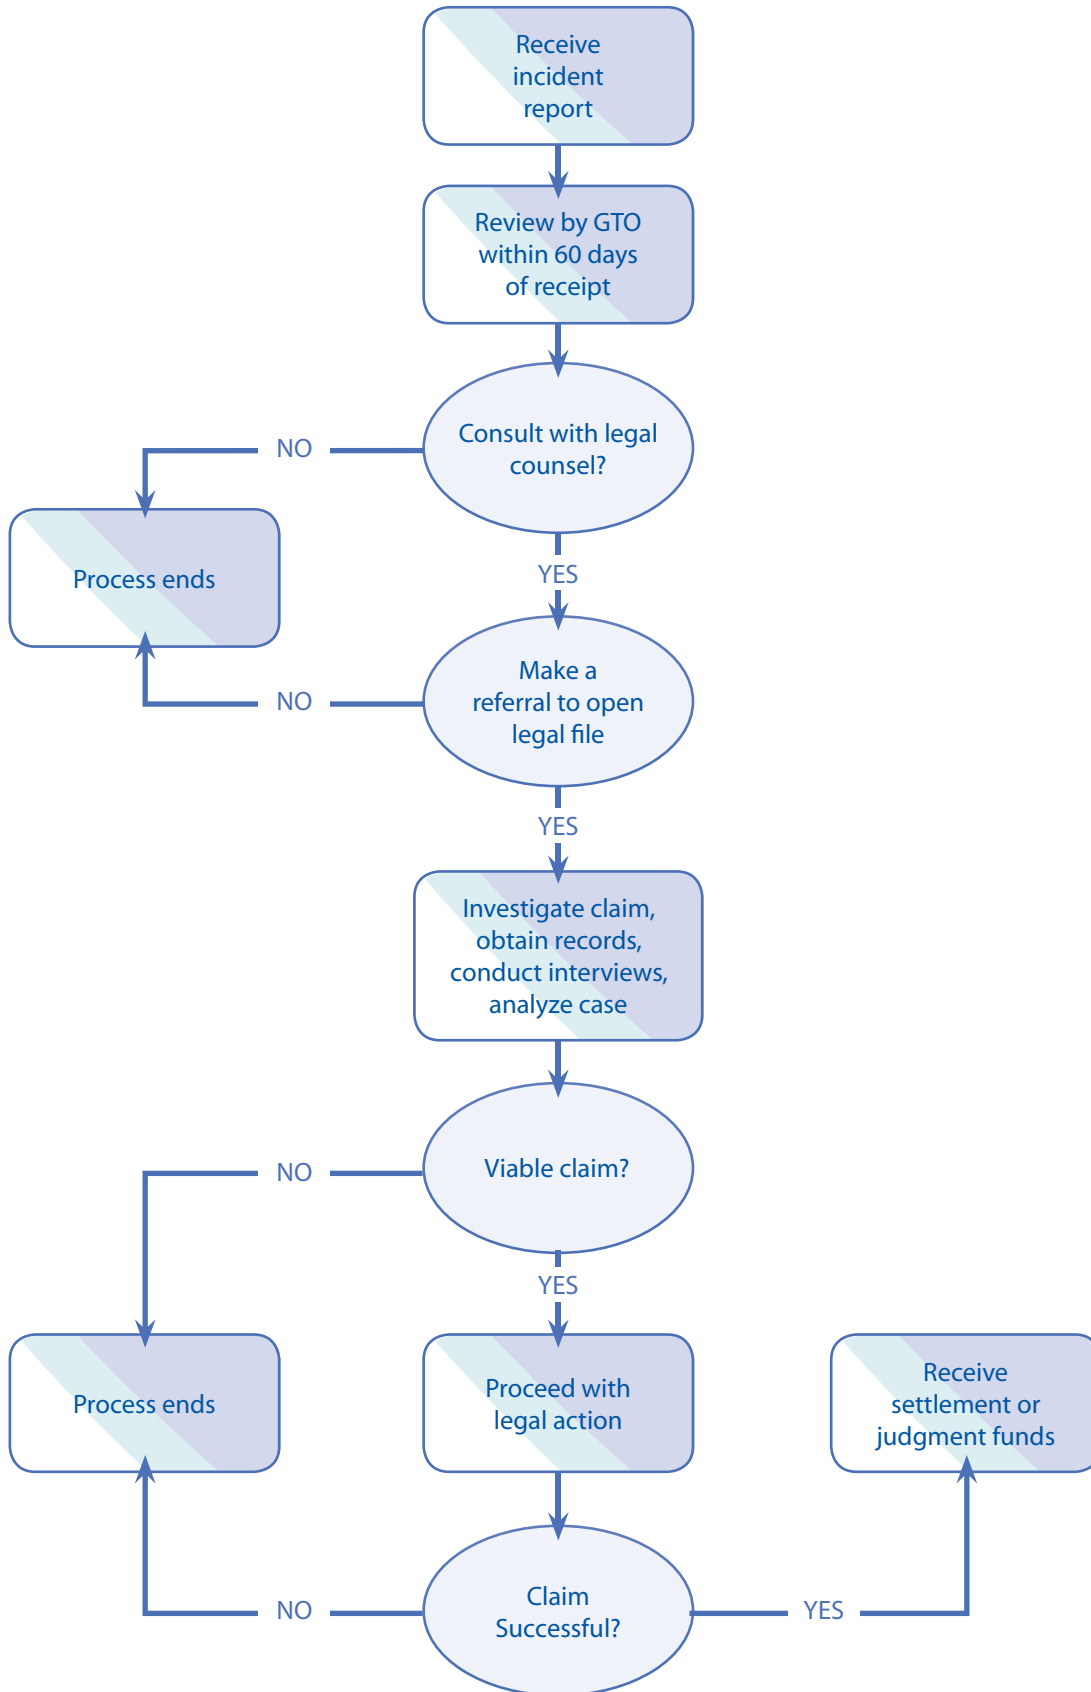 Receive
incident
report
Review by GTO
within 60 days
of receipt
Consult with legal
counsel?
NO
Process ends
YES
Make a
referral to open
legal file
NO
YES
Investigate claim,
obtain records,
conduct interviews,
analyze case
Viable claim?
NO
YES
Process ends
Proceed with
legal action
Receive
settlement or
judgment funds
Claim
Successful?
NO
YES